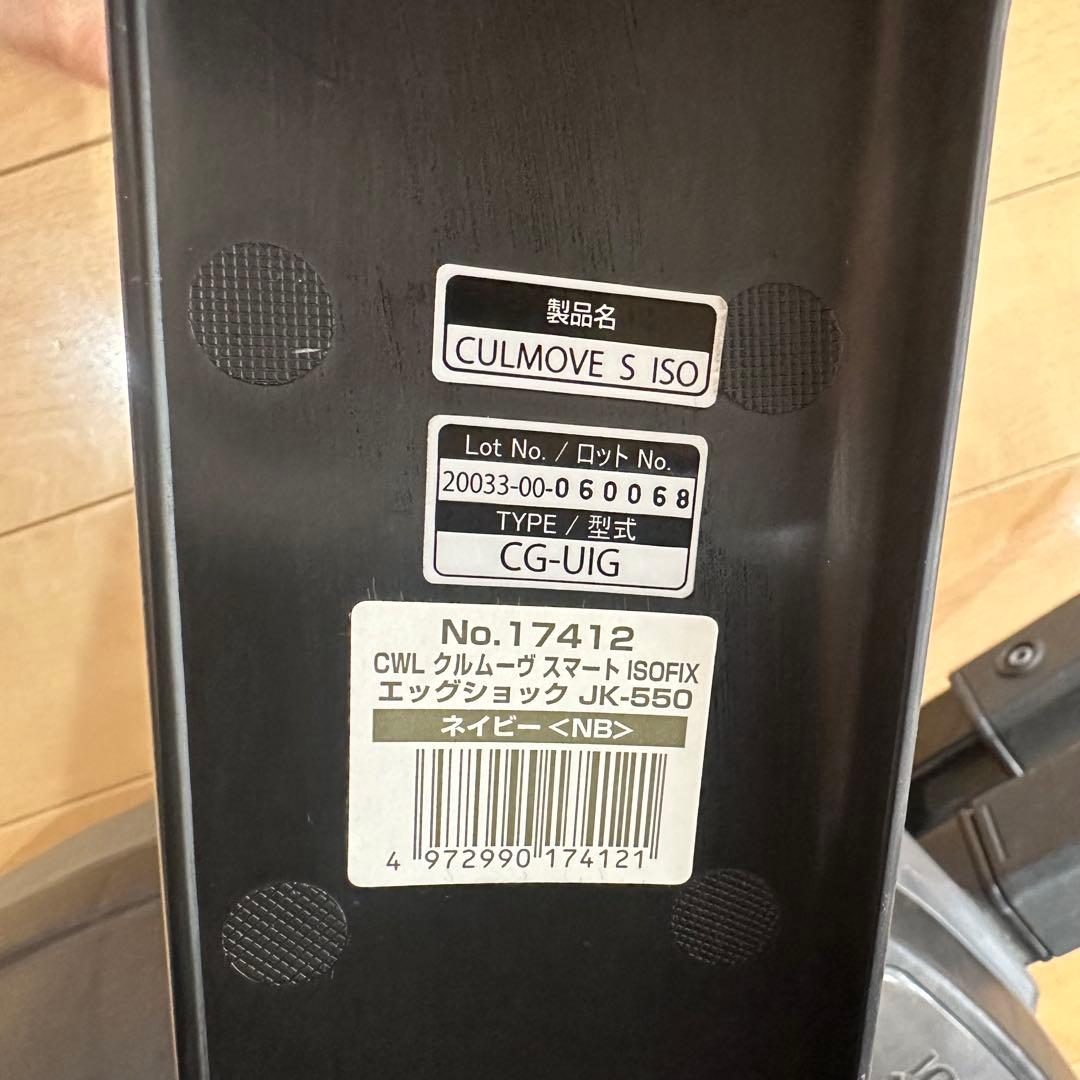 製品名
CULMOVE S ISO
Lot No. / ロット No.
20033-00-060068
TYPE / 型式
CG-UIG
No.17412
CWL クルムーヴ スマート ISOFIX
エッグショック JK-550
ネイビー<NB>
4 972990 174121